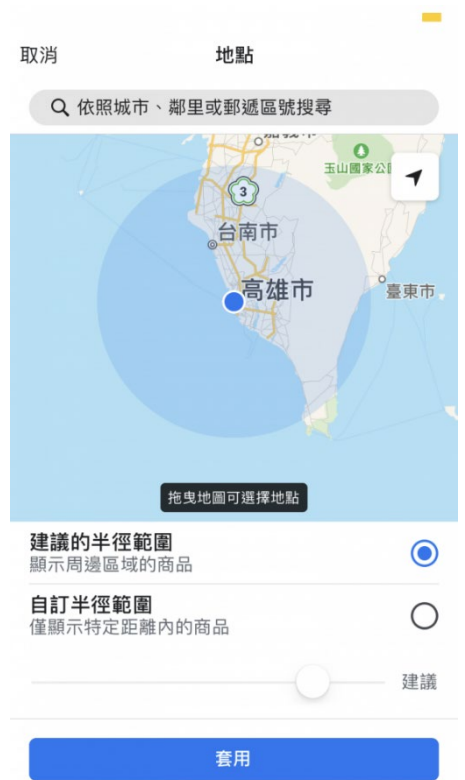 取消
地點
依照城市、鄰里或郵遞區號搜尋
玉山國家公
3
台南市
高雄市
臺東市
拖曳地圖可選擇地點
建議的半徑範圍
顯示周邊區域的商品
自訂半徑範圍
僅顯示特定距離內的商品
建議
套用